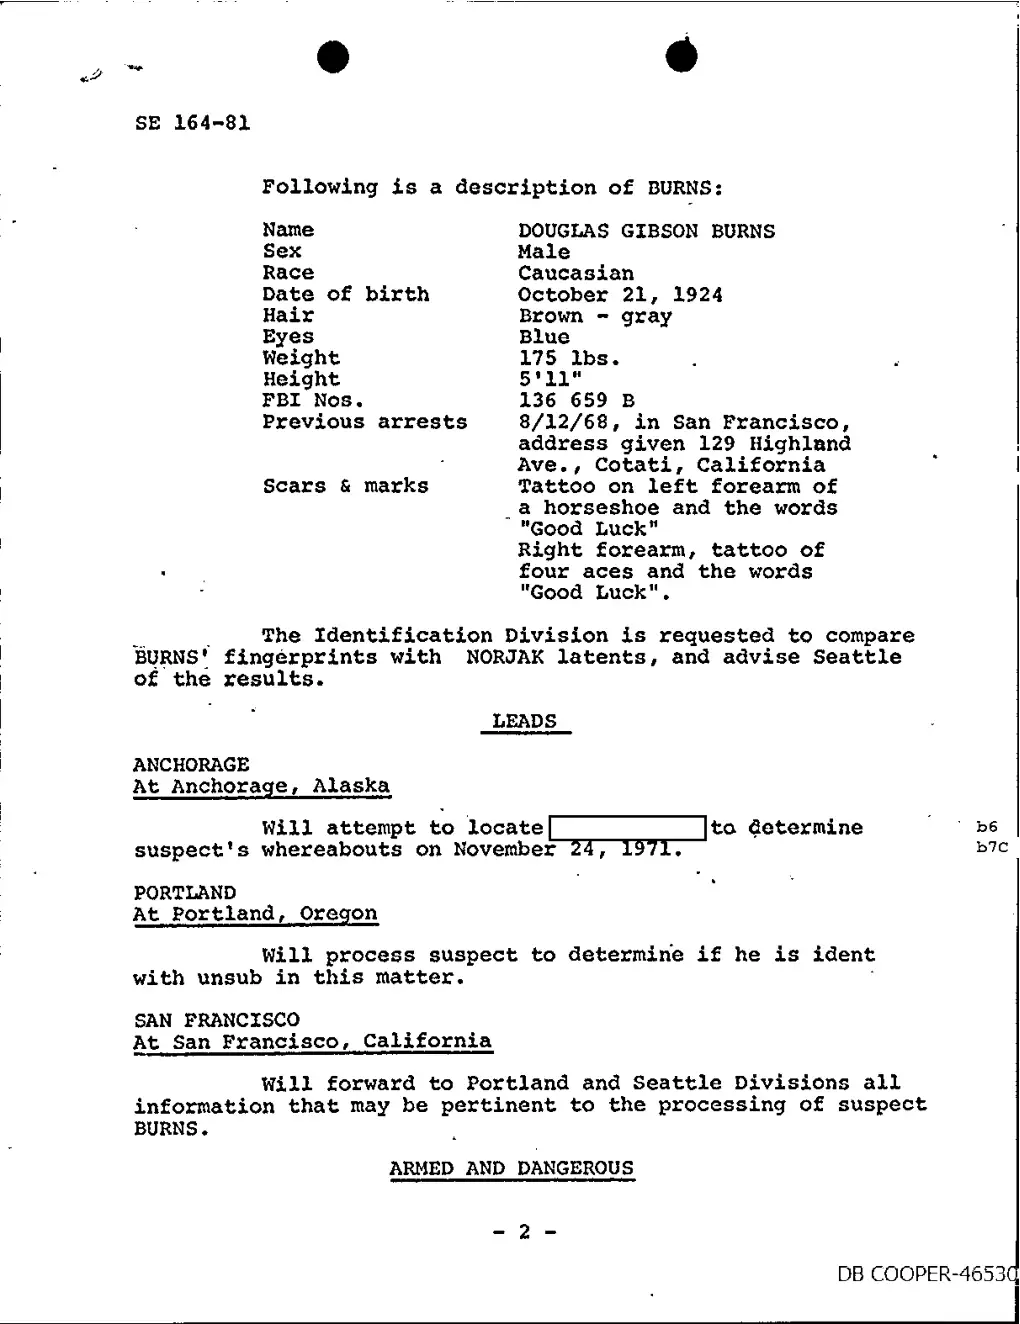 SE 164-81
Following is a description of BURNS:
Name DOUGLAS GIBSON BURNS
Sex Male
Race Caucasian
Date of birth October 21, 1924
Hair Brown - gray
Eyes Blue
Weight 175 lbs.
Height 5'11"
FBI Nos. 136 659 B
Previous arrests 8/12/68, in San Francisco,
address given 129 Highland
Ave., Cotati, California
Scars & marks Tattoo on left forearm of
a horseshoe and the words
"Good Luck"
Right forearm, tattoo of
four aces and the words
"Good Luck".
The Identification Division is requested to compare
BURNS' fingerprints with NORJAK latents, and advise Seattle
of the results.
LEADS
ANCHORAGE
At Anchorage, Alaska
Will attempt to locate to determine b6
suspect's whereabouts on November 24, 1971. b7C
PORTLAND
At Portland, Oregon
Will process suspect to determine if he is ident
with unsub in this matter.
SAN FRANCISCO
At San Francisco, California
Will forward to Portland and Seattle Divisions all
information that may be pertinent to the processing of suspect
BURNS.
ARMED AND DANGEROUS
- 2 -
DB COOPER-46530